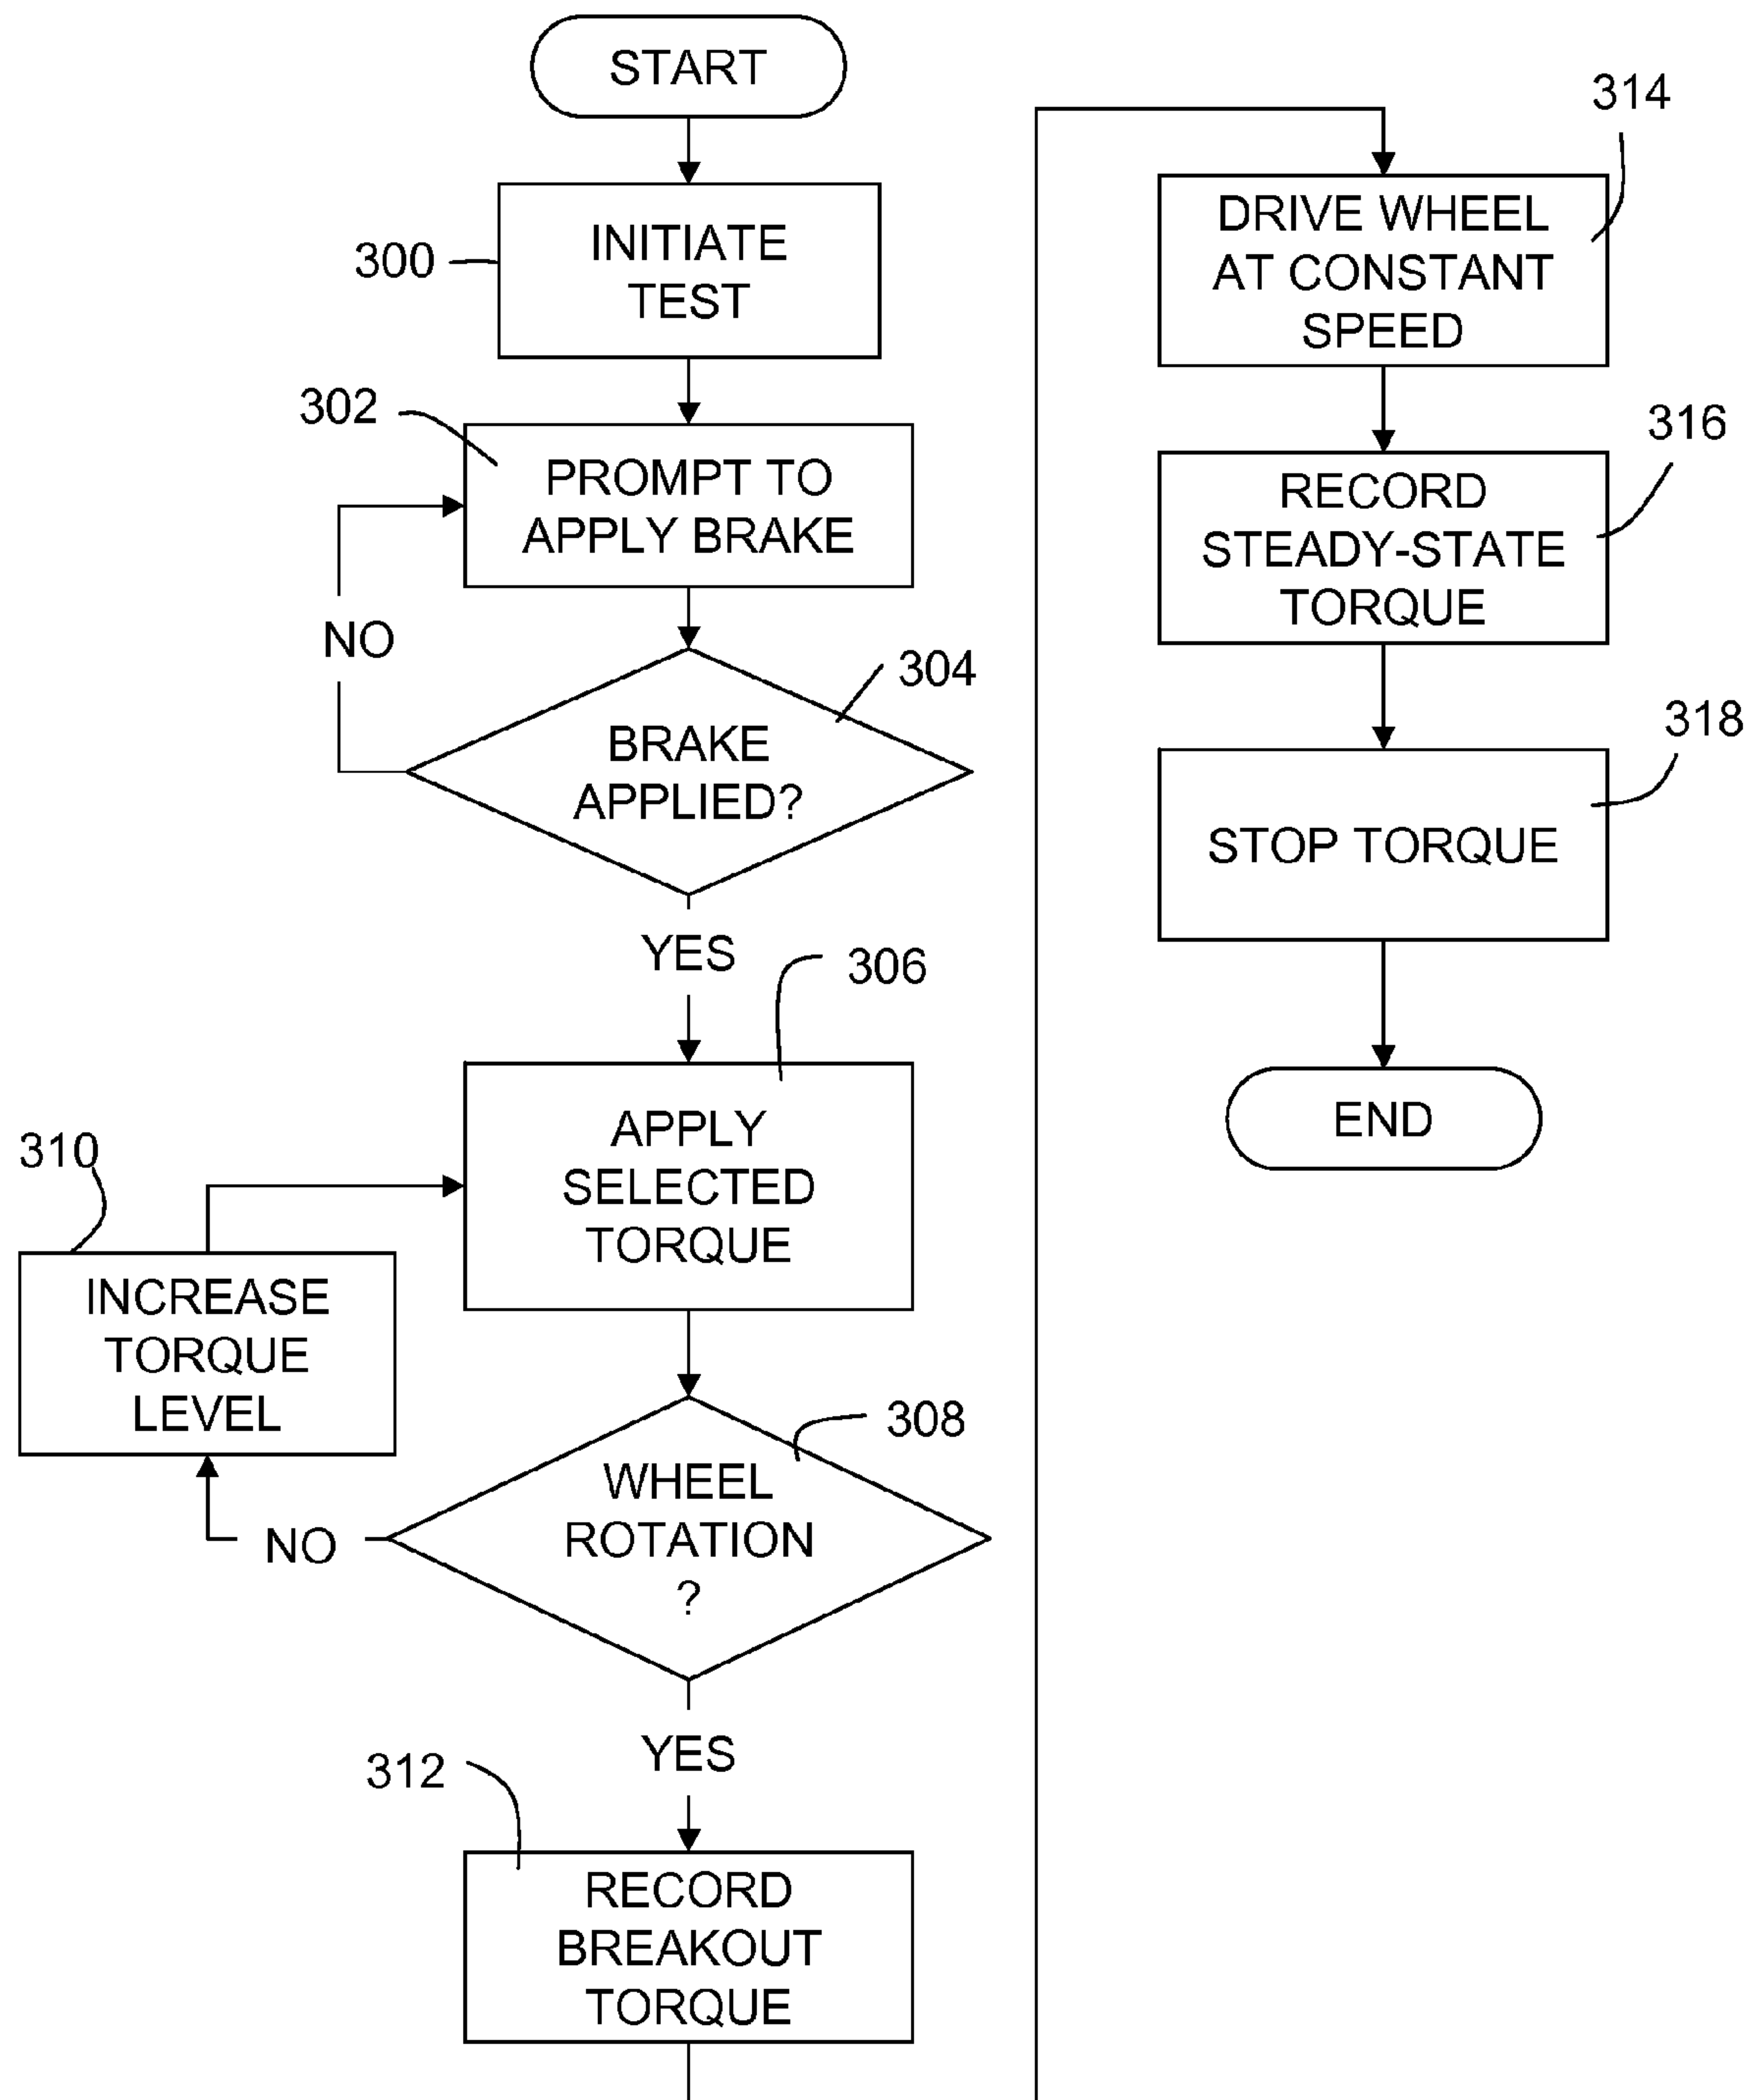 START
300
INITIATE
TEST
302
PROMPT TO
APPLY BRAKE
NO
304
BRAKE
APPLIED?
YES
306
APPLY
SELECTED
TORQUE
310
INCREASE
TORQUE
LEVEL
308
WHEEL
ROTATION
?
NO
YES
312
RECORD
BREAKOUT
TORQUE
314
DRIVE WHEEL
AT CONSTANT
SPEED
316
RECORD
STEADY-STATE
TORQUE
318
STOP TORQUE
END